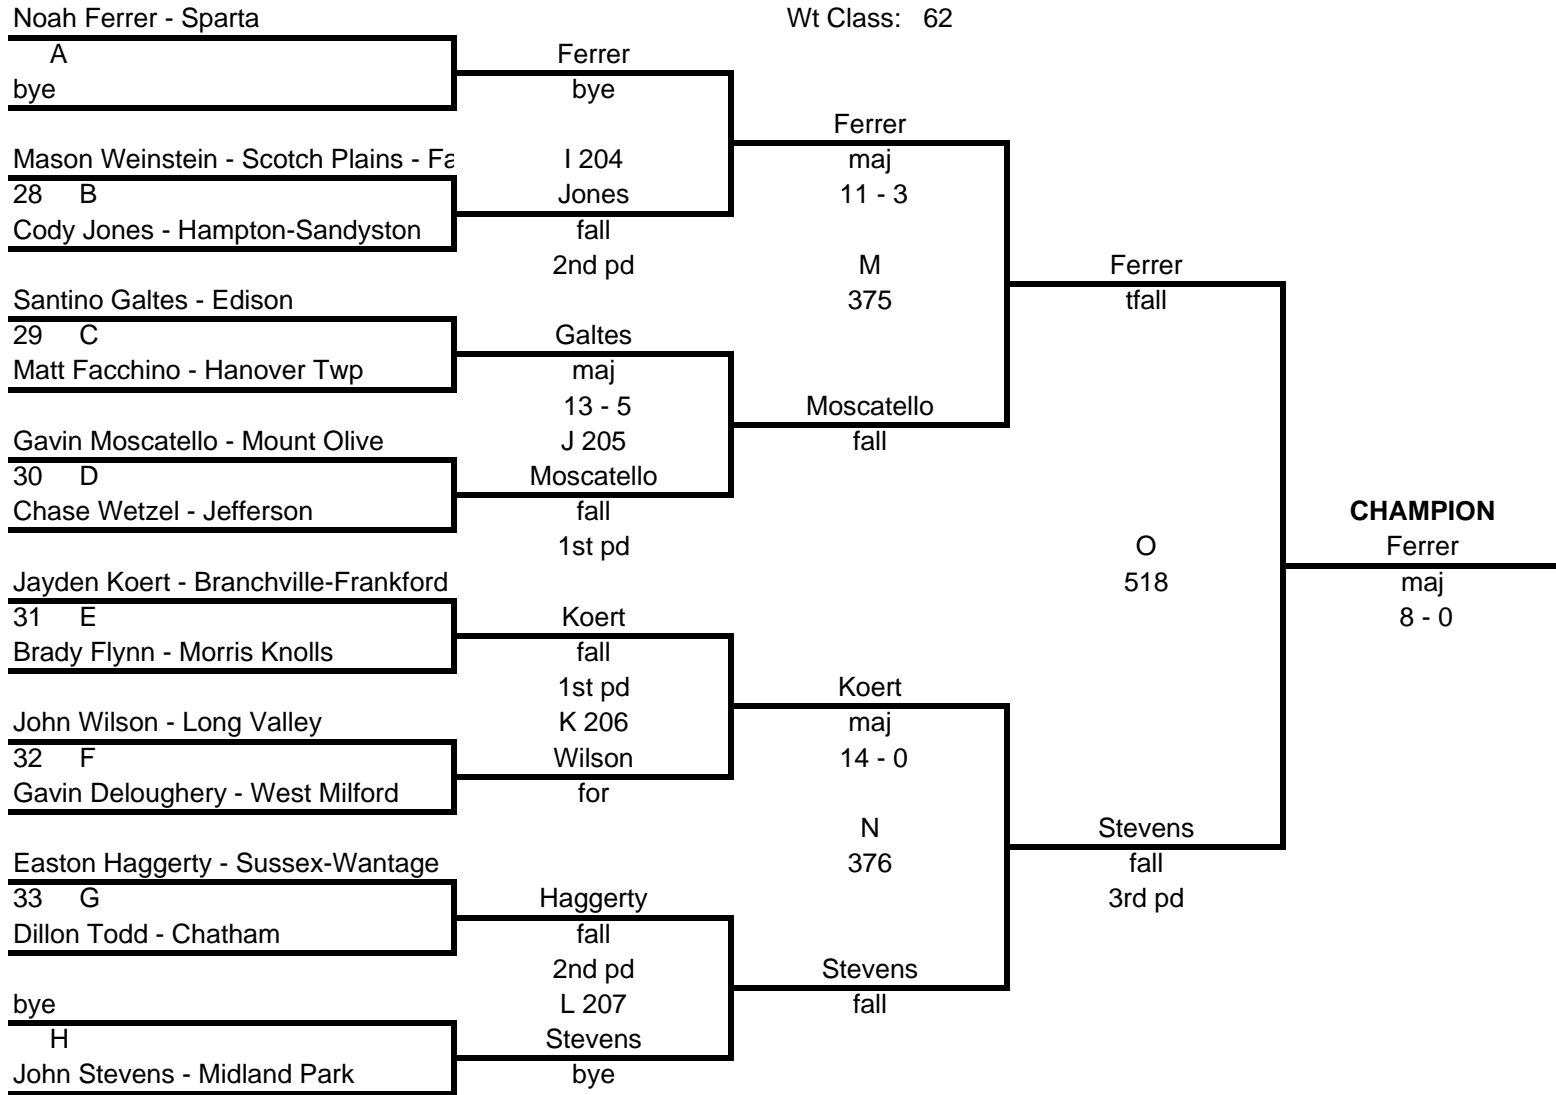 Noah Ferrer - Sparta
Wt Class: 62
A
Ferrer
bye
bye
Ferrer
Mason Weinstein - Scotch Plains - Fa
I 204
maj
28 B
Jones
11 - 3
Cody Jones - Hampton-Sandyston
fall
2nd pd
M
Ferrer
Santino Galtes - Edison
375
tfall
29 C
Galtes
Matt Facchino - Hanover Twp
maj
13 - 5
Moscatello
Gavin Moscatello - Mount Olive
J 205
fall
30 D
Moscatello
Chase Wetzel - Jefferson
fall
CHAMPION
1st pd
O
Ferrer
Jayden Koert - Branchville-Frankford
518
maj
31 E
Koert
8 - 0
Brady Flynn - Morris Knolls
fall
1st pd
Koert
John Wilson - Long Valley
K 206
maj
32 F
Wilson
14 - 0
Gavin Deloughery - West Milford
for
N
Stevens
Easton Haggerty - Sussex-Wantage
376
fall
33 G
Haggerty
3rd pd
Dillon Todd - Chatham
fall
2nd pd
Stevens
bye
L 207
fall
H
Stevens
John Stevens - Midland Park
bye